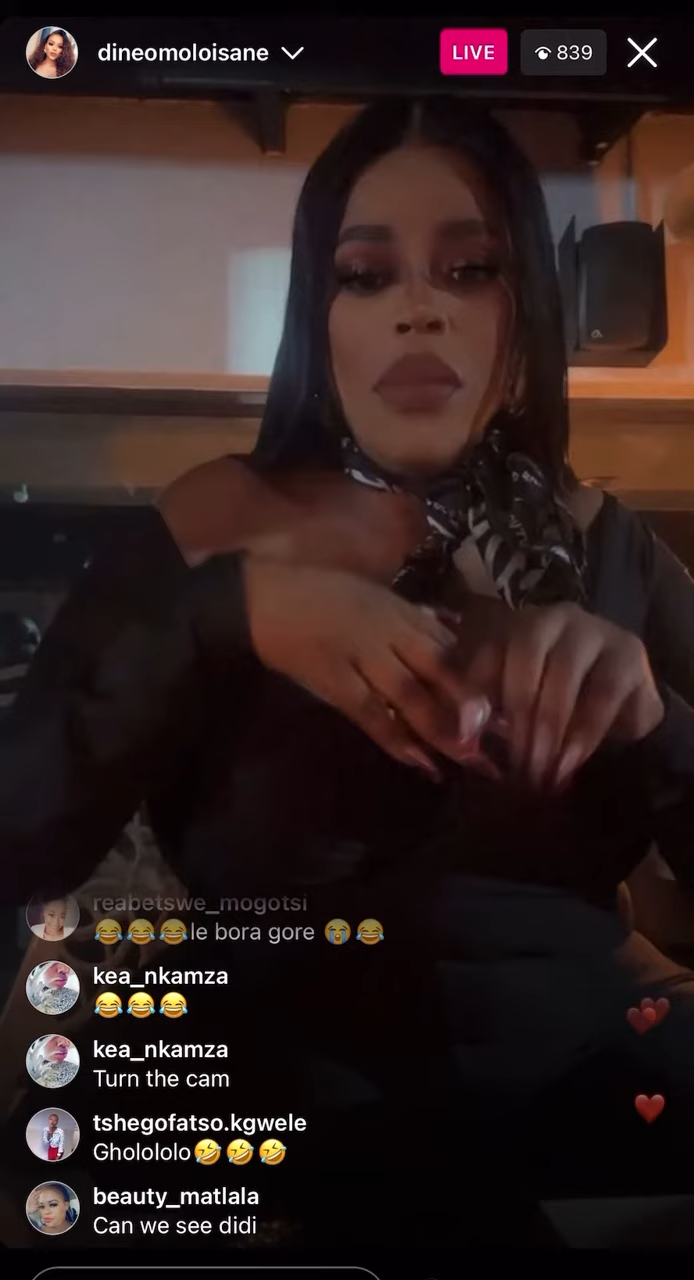 dineomoloisane
LIVE
839
reabetswe_mogotsi
😂😂😂le bora gore 😭😂
kea_nkamza
😂😂😂
kea_nkamza
Turn the cam
tshegofatso.kgwele
Gholololo🤣🤣🤣
beauty_matlala
Can we see didi